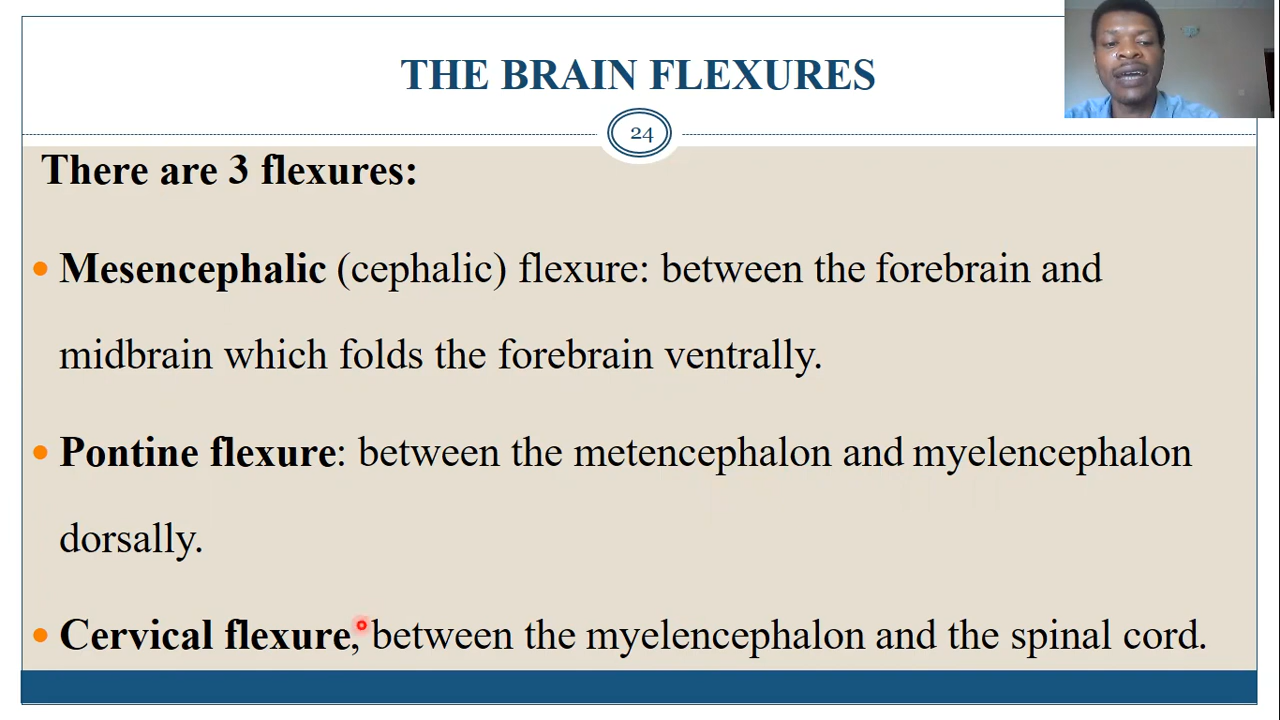 THE BRAIN FLEXURES
24
There are 3 flexures:
• Mesencephalic (cephalic) flexure: between the forebrain and
midbrain which folds the forebrain ventrally.
• Pontine flexure: between the metencephalon and myelencephalon
dorsally.
• Cervical flexure, between the myelencephalon and the spinal cord.